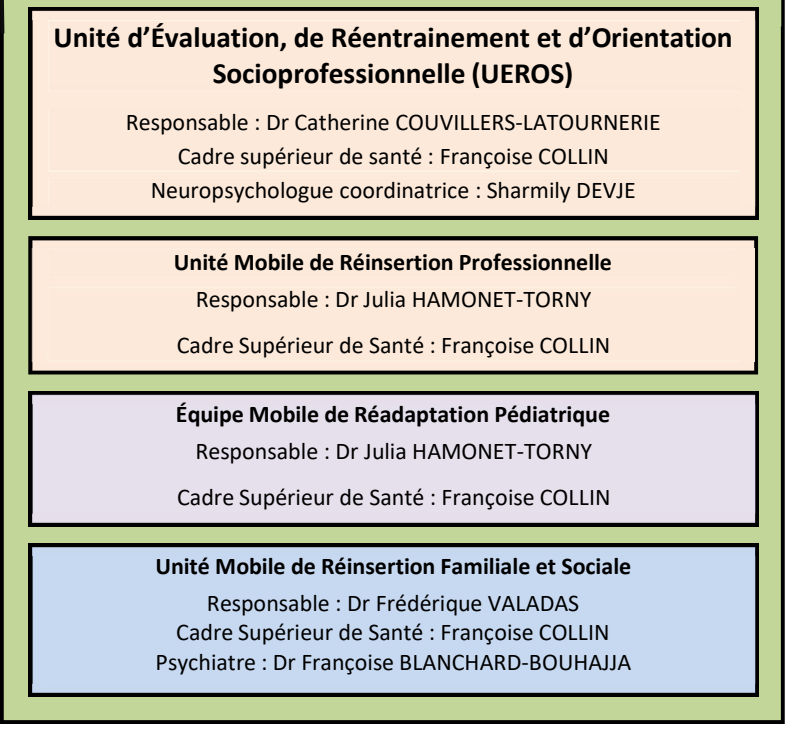 Unité d’Évaluation, de Réentrainement et d’Orientation
Socioprofessionnelle (UEROS)
Responsable : Dr Catherine COUVILLERS-LATOURNERIE
Cadre supérieur de santé : Françoise COLLIN
Neuropsychologue coordinatrice : Sharmily DEVJE
Unité Mobile de Réinsertion Professionnelle
Responsable : Dr Julia HAMONET-TORNY
Cadre Supérieur de Santé : Françoise COLLIN
Équipe Mobile de Réadaptation Pédiatrique
Responsable : Dr Julia HAMONET-TORNY
Cadre Supérieur de Santé : Françoise COLLIN
Unité Mobile de Réinsertion Familiale et Sociale
Responsable : Dr Frédérique VALADAS
Cadre Supérieur de Santé : Françoise COLLIN
Psychiatre : Dr Françoise BLANCHARD-BOUHAJJA